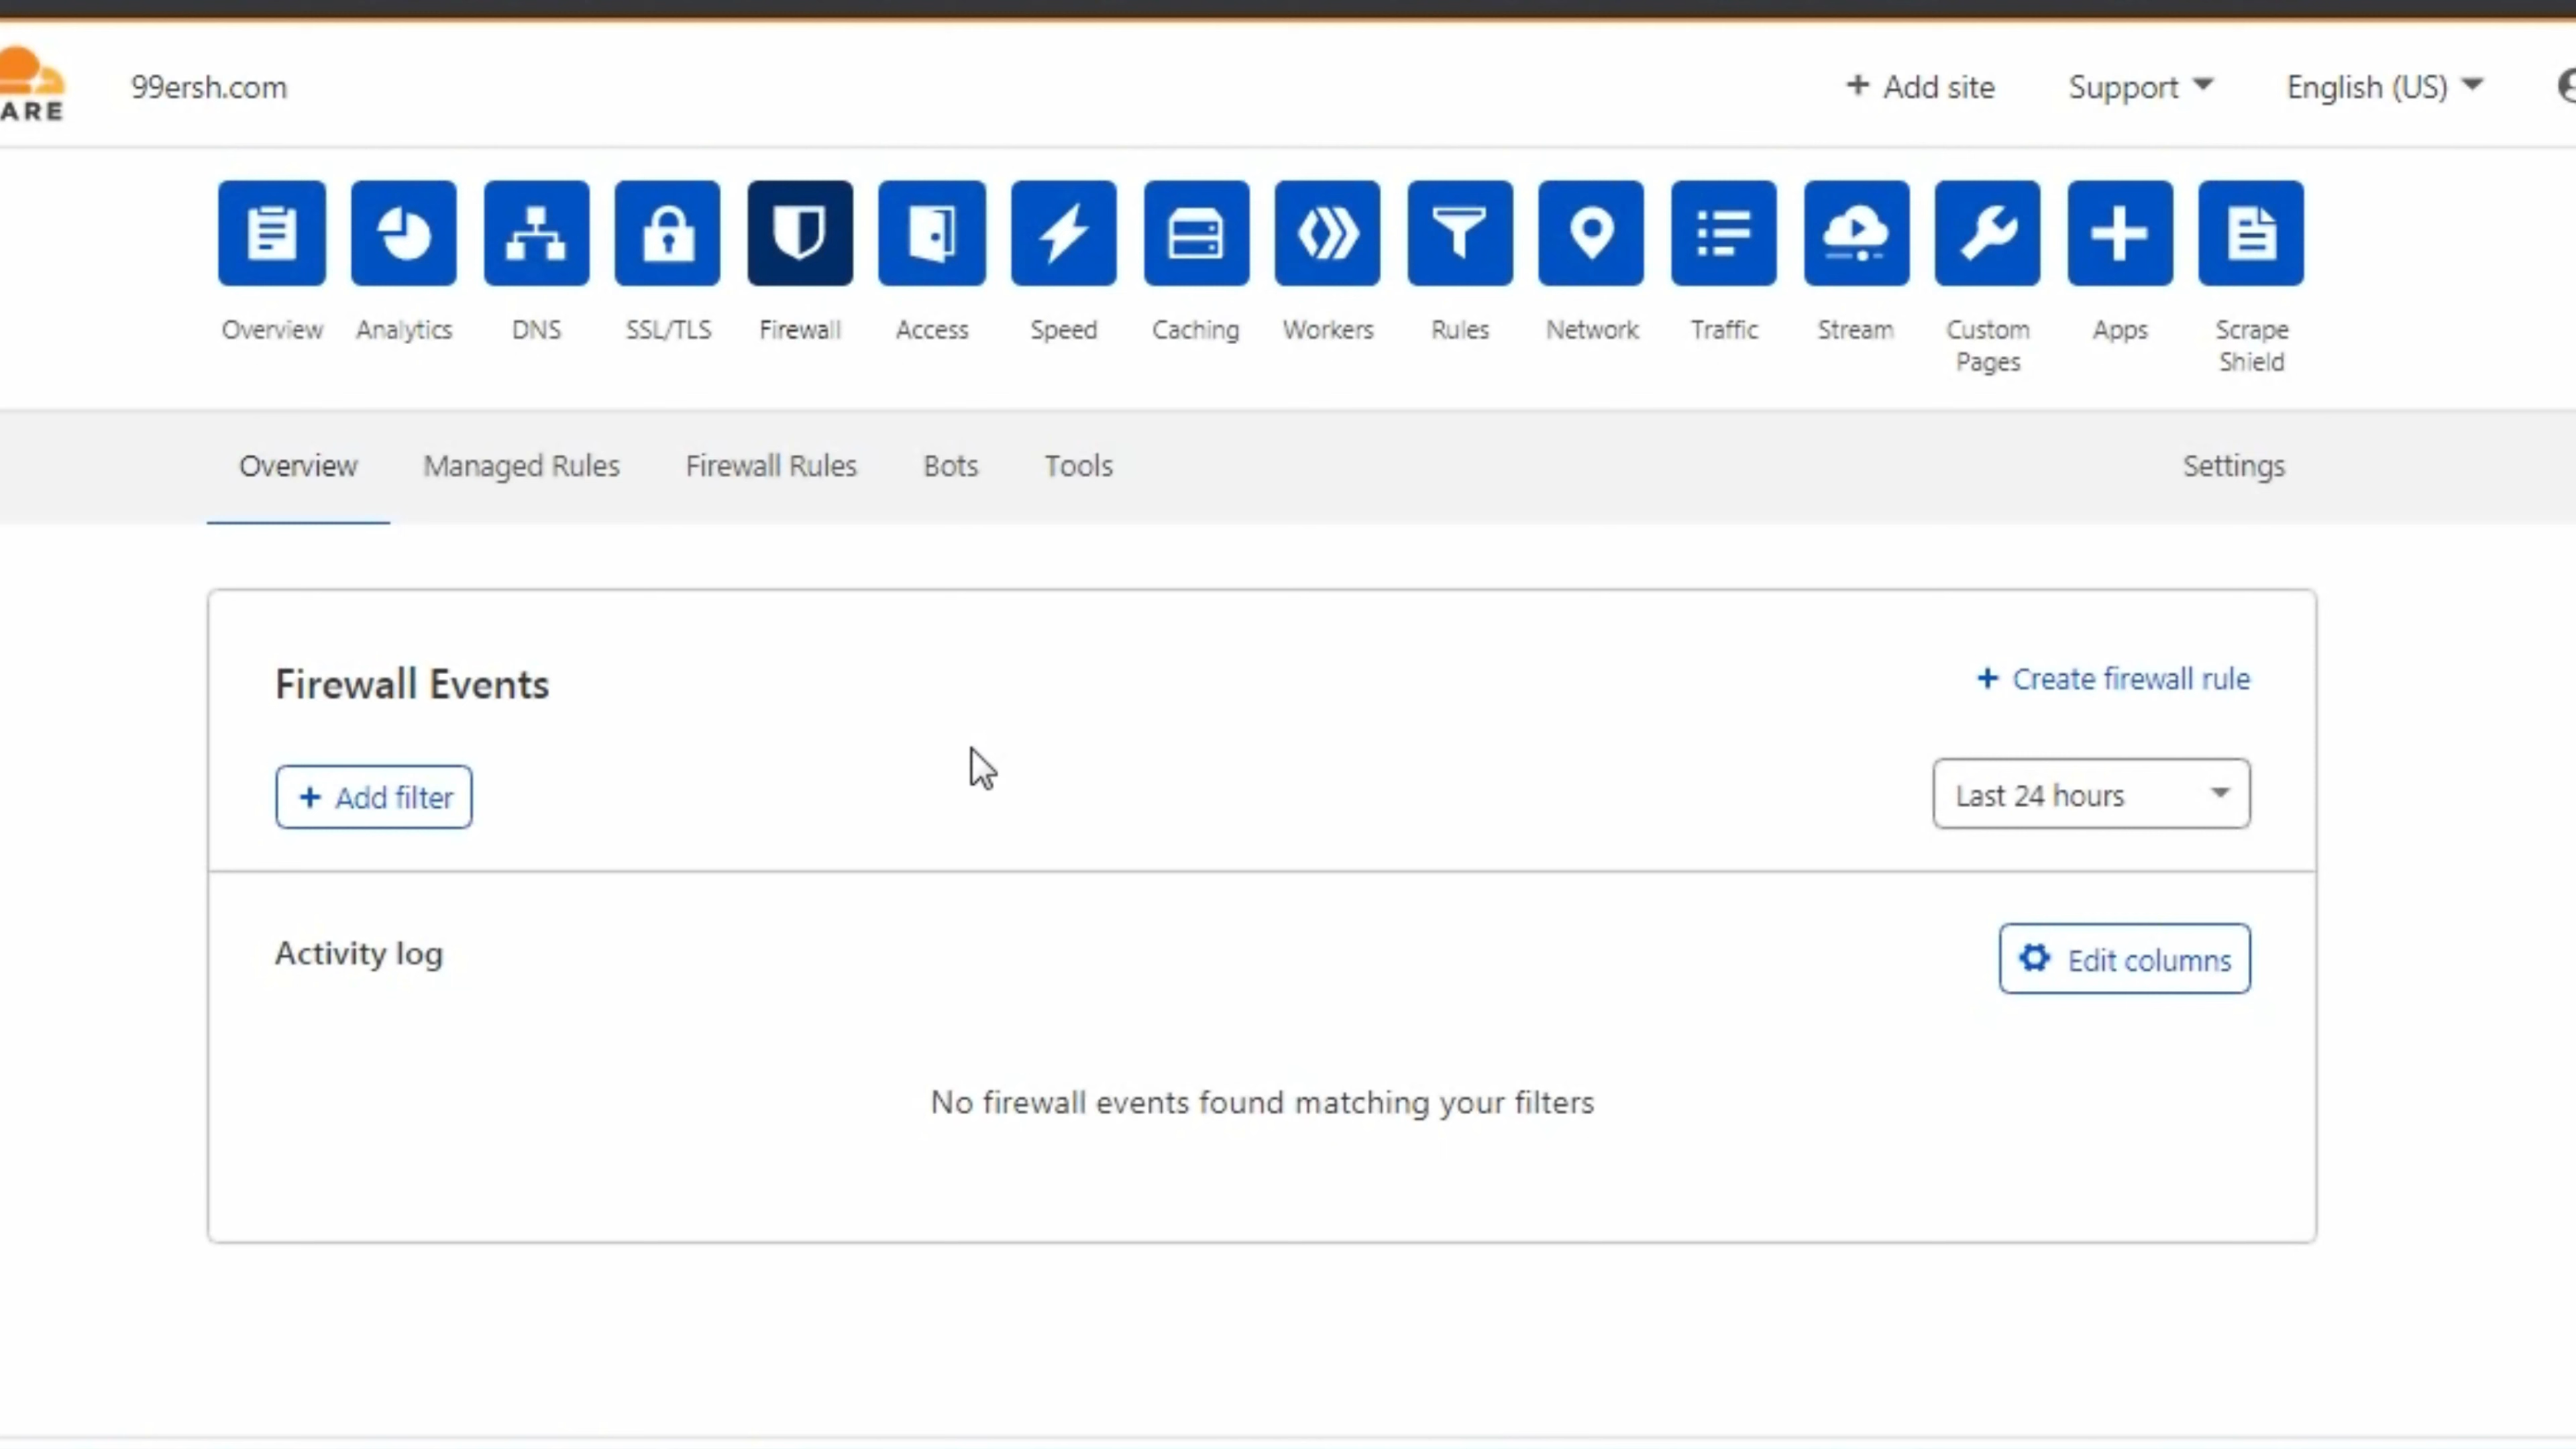 ARE
99ersh.com
+ Add site
Support
English (US)
Overview
Analytics
DNS
SSL/TLS
Firewall
Access
Speed
Caching
Workers
Rules
Network
Traffic
Stream
Custom
Pages
Apps
Scrape
Shield
Overview
Managed Rules
Firewall Rules
Bots
Tools
Settings
Firewall Events
+ Create firewall rule
+ Add filter
Last 24 hours
Activity log
Edit columns
No firewall events found matching your filters